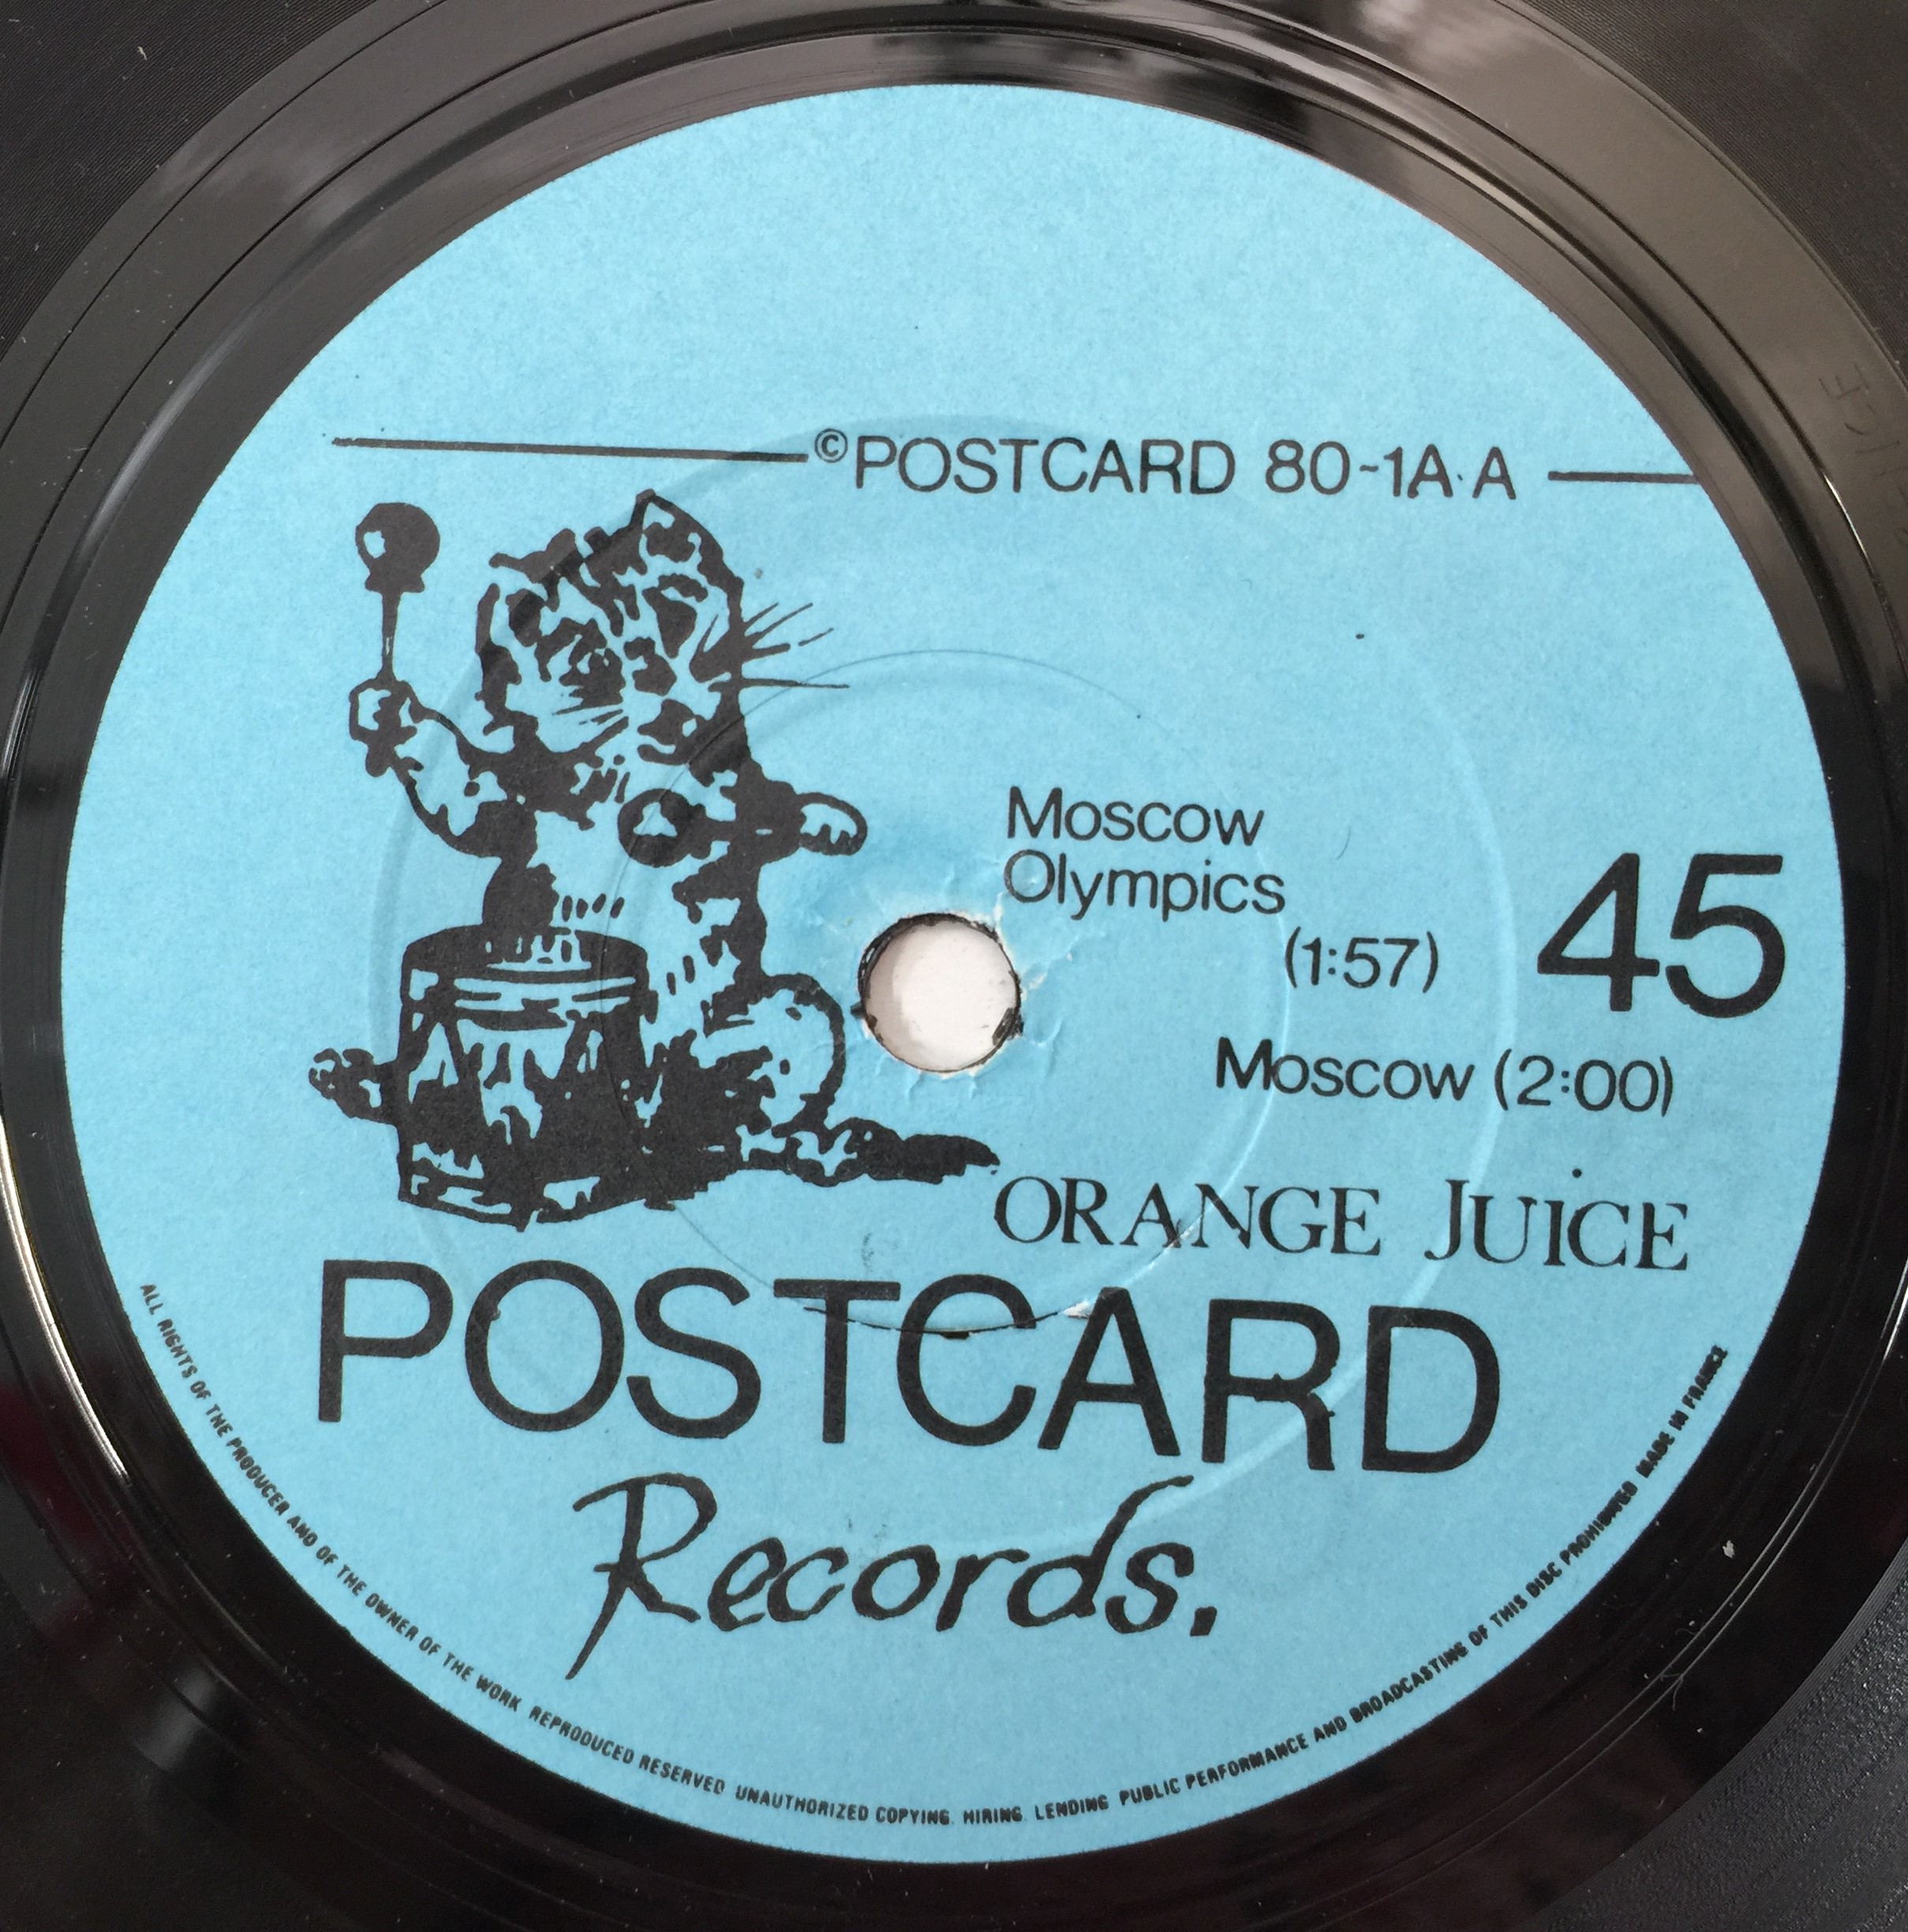 ©POSTCARD 80-1A·A
Moscow
Olympics
(1:57)
45
Moscow (2:00)
ORANGE JUiCE
POSTCARD
Records.
ALL RIGHTS OF THE PRODUCER AND OF THE OWNER OF THE WORK REPRODUCED RESERVED UNAUTHORIZED COPYING. HIRING. LENDING PUBLIC PERFORMANCE AND BROADCASTING OF THIS DISC PROHIBITED MADE IN FRANCE